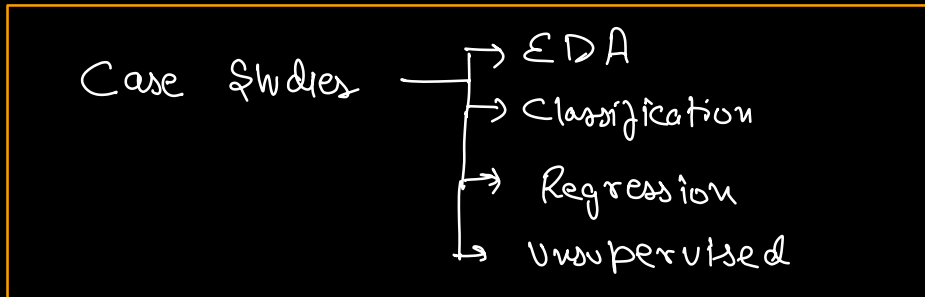 Case Studies
EDA
Classification
Regression
Unsupervised